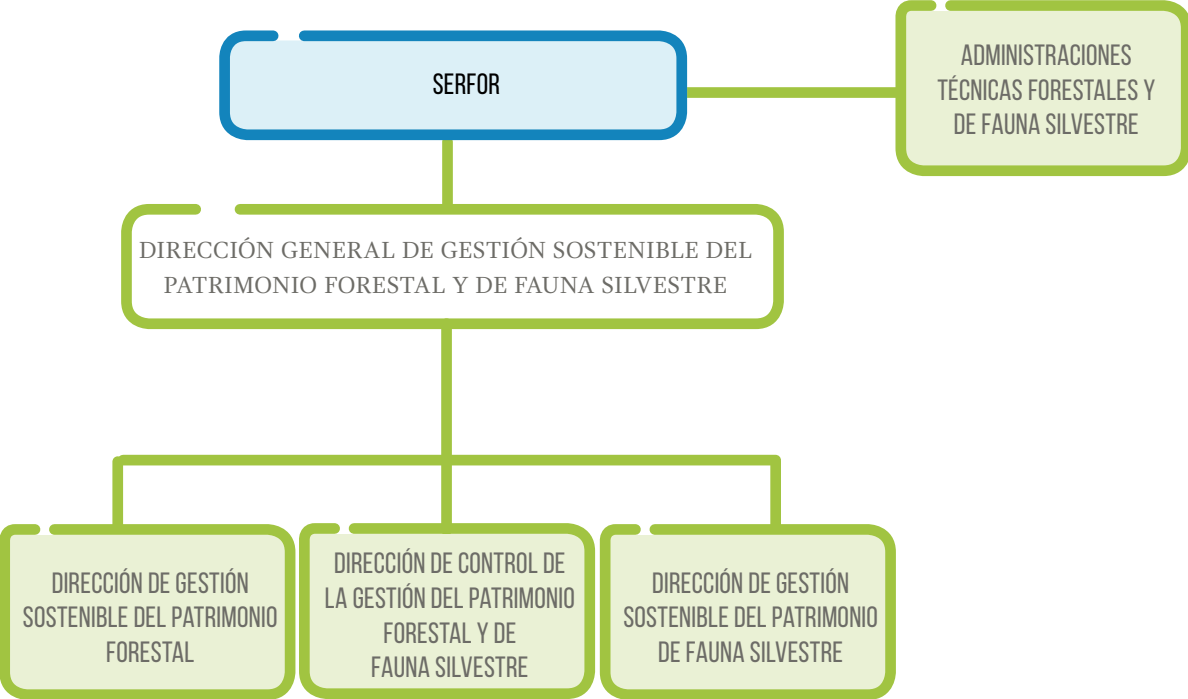 SERFOR
ADMINISTRACIONES
TÉCNICAS FORESTALES Y
DE FAUNA SILVESTRE
DIRECCIÓN GENERAL DE GESTIÓN SOSTENIBLE DEL
PATRIMONIO FORESTAL Y DE FAUNA SILVESTRE
DIRECCIÓN DE GESTIÓN
SOSTENIBLE DEL PATRIMONIO
FORESTAL
DIRECCIÓN DE CONTROL DE
LA GESTIÓN DEL PATRIMONIO
FORESTAL Y DE
FAUNA SILVESTRE
DIRECCIÓN DE GESTIÓN
SOSTENIBLE DEL PATRIMONIO
DE FAUNA SILVESTRE